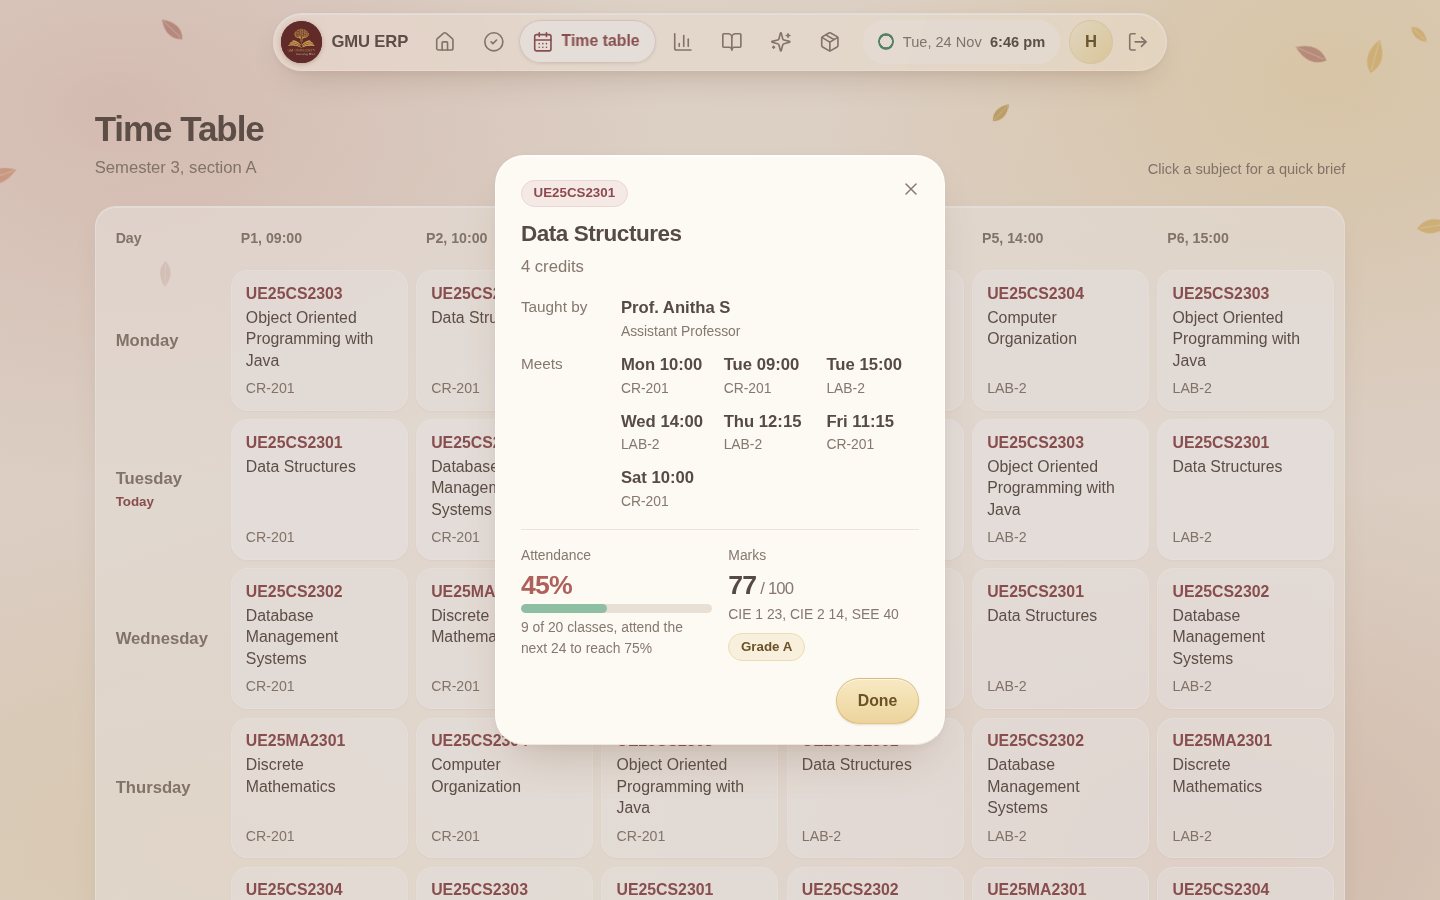 GMU ERP
Time table
Tue, 24 Nov 6:46 pm
H
Time Table
Semester 3, section A
Click a subject for a quick brief
Day
P1, 09:00
P2, 10:00
P5, 14:00
P6, 15:00
Monday
UE25CS2303
Object Oriented
Programming with
Java
CR-201
UE25CS2
Data Stru
CR-201
UE25CS2304
Computer
Organization
LAB-2
UE25CS2303
Object Oriented
Programming with
Java
LAB-2
Tuesday
Today
UE25CS2301
Data Structures
CR-201
UE25CS2
Database
Managem
Systems
CR-201
UE25CS2303
Object Oriented
Programming with
Java
LAB-2
UE25CS2301
Data Structures
LAB-2
Wednesday
UE25CS2302
Database
Management
Systems
CR-201
UE25MA
Discrete
Mathema
CR-201
UE25CS2301
Data Structures
LAB-2
UE25CS2302
Database
Management
Systems
LAB-2
Thursday
UE25MA2301
Discrete
Mathematics
CR-201
Computer
Organization
CR-201
Object Oriented
Programming with
Java
CR-201
Data Structures
LAB-2
UE25CS2302
Database
Management
Systems
LAB-2
UE25MA2301
Discrete
Mathematics
LAB-2
UE25CS2304
UE25CS2303
UE25CS2301
UE25CS2302
UE25MA2301
UE25CS2304
UE25CS2301
Data Structures
4 credits
Taught by
Prof. Anitha S
Assistant Professor
Meets
Mon 10:00
CR-201
Tue 09:00
CR-201
Tue 15:00
LAB-2
Wed 14:00
LAB-2
Thu 12:15
LAB-2
Fri 11:15
CR-201
Sat 10:00
CR-201
Attendance
45%
9 of 20 classes, attend the
next 24 to reach 75%
Marks
77 / 100
CIE 1 23, CIE 2 14, SEE 40
Grade A
Done